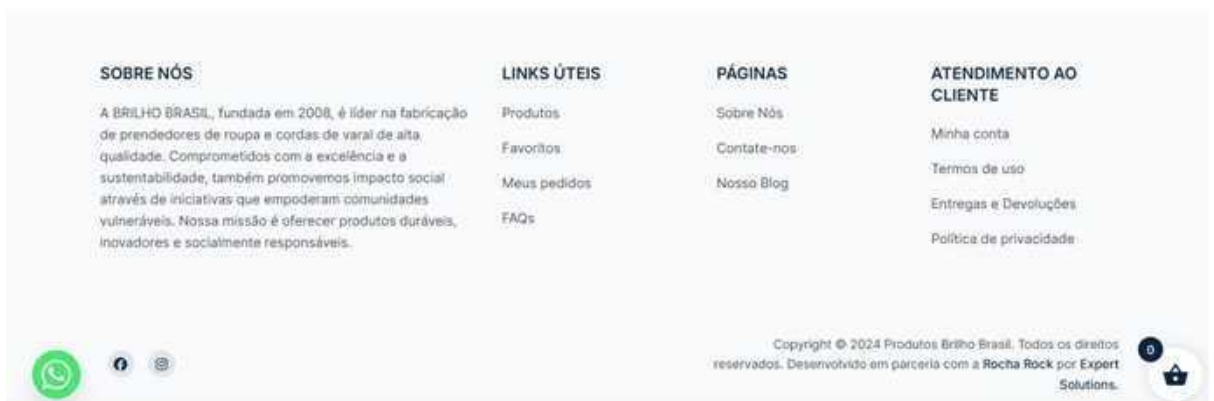 SOBRE NÓS
A BRILHO BRASIL, fundada em 2008, é líder na fabricação
de prendedores de roupa e cordas de varal de alta
qualidade. Comprometidos com a excelência e a
sustentabilidade, também promovemos impacto social
através de iniciativas que empoderam comunidades
vulneráveis. Nossa missão é oferecer produtos duráveis,
inovadores e socialmente responsáveis.
LINKS ÚTEIS
Produtos
Favoritos
Meus pedidos
FAQs
PÁGINAS
Sobre Nós
Contate-nos
Nosso Blog
ATENDIMENTO AO
CLIENTE
Minha conta
Termos de uso
Entregas e Devoluções
Política de privacidade
Copyright © 2024 Produtos Brilho Brasil. Todos os direitos
reservados. Desenvolvido em parceria com a Rocha Rock por Expert
Solutions.
0